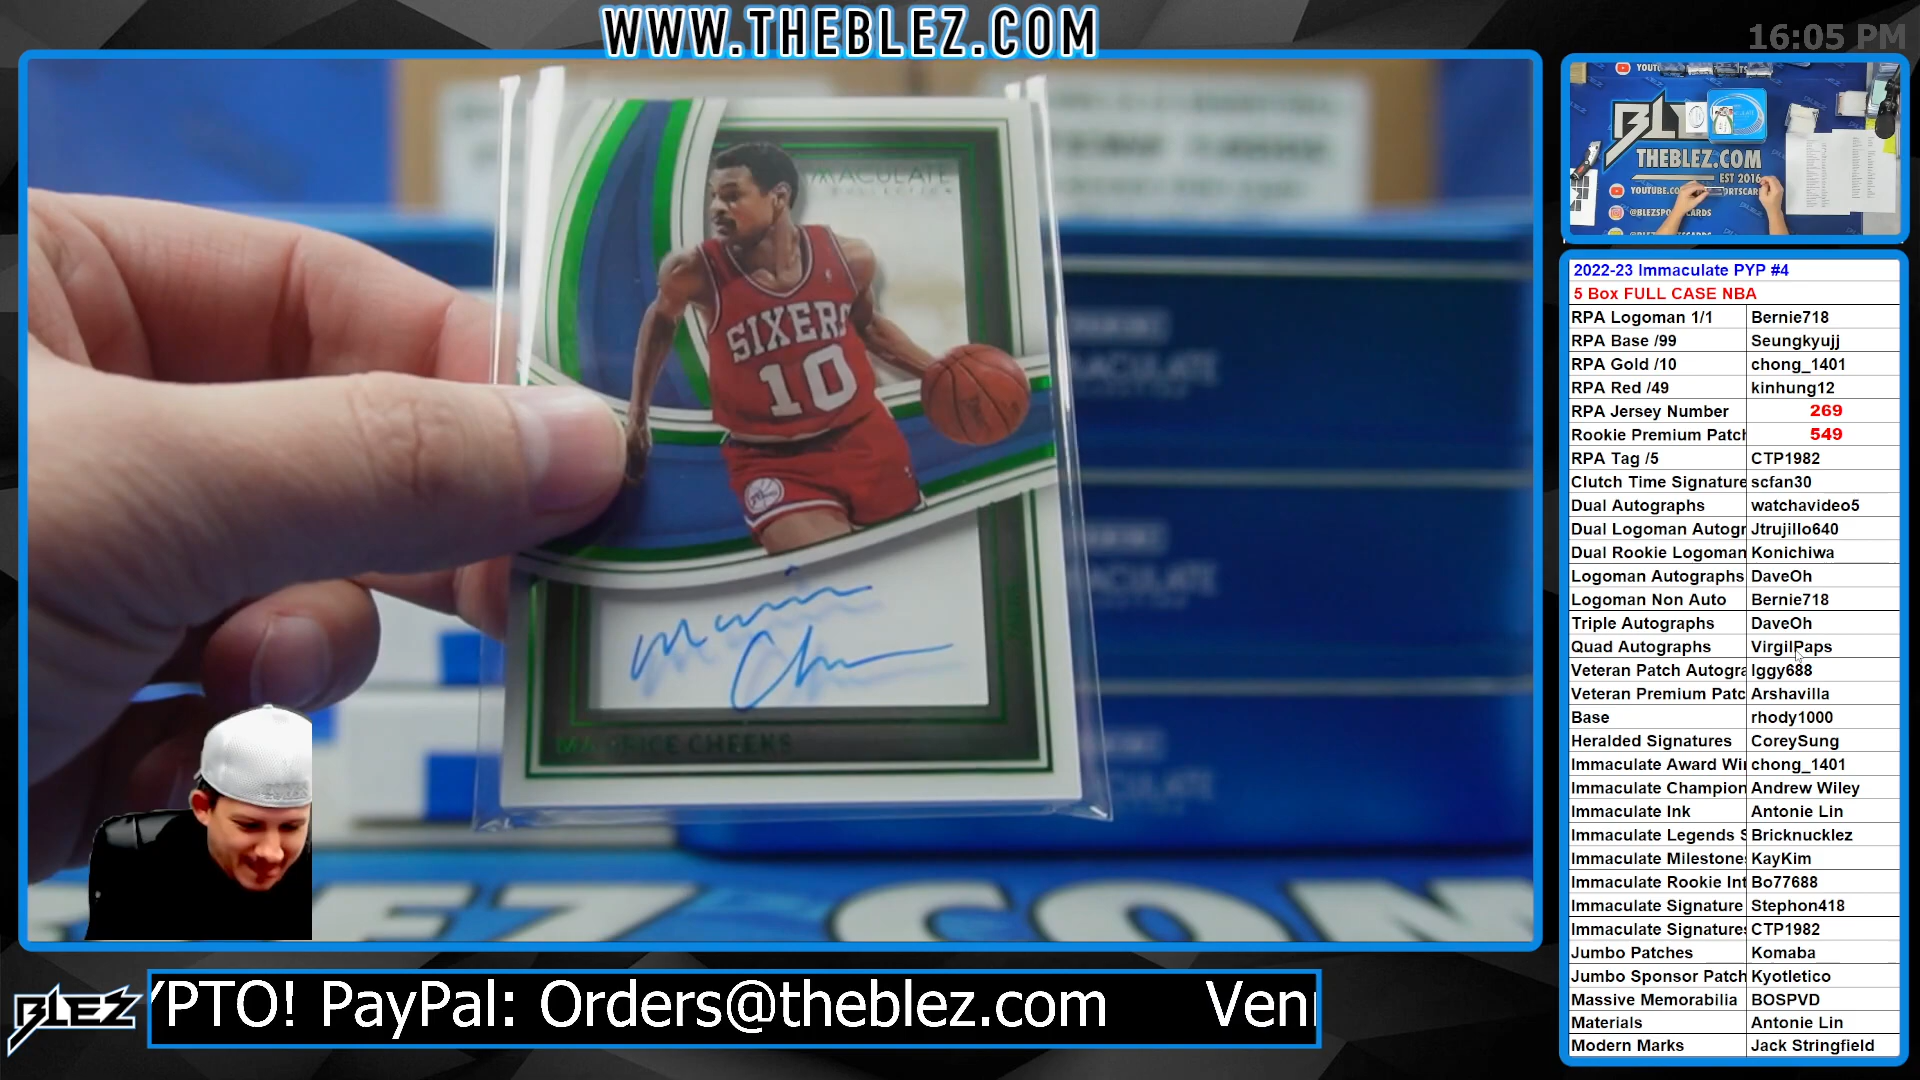 WWW.THEBLEZ.COM
16:05 PM
IMMACULATE
COLLECTION
SIXERS
10
MAURICE CHEEKS
BLEZ COM
THEBLEZ.COM
EST 2016
@BLEZSPORTSCARDS
BLEZ
YPTO! PayPal: Orders@theblez.com Ven
2022-23 Immaculate PYP #4
5 Box FULL CASE NBA
RPA Logoman 1/1 Bernie718
RPA Base /99 Seungkyujj
RPA Gold /10 chong_1401
RPA Red /49 kinhung12
RPA Jersey Number 269
Rookie Premium Patch 549
RPA Tag /5 CTP1982
Clutch Time Signature scfan30
Dual Autographs watchavideo5
Dual Logoman Autogr Jtrujillo640
Dual Rookie Logoman Konichiwa
Logoman Autographs DaveOh
Logoman Non Auto Bernie718
Triple Autographs DaveOh
Quad Autographs VirgilPaps
Veteran Patch Autogra Iggy688
Veteran Premium Patc Arshavilla
Base rhody1000
Heralded Signatures CoreySung
Immaculate Award Wi chong_1401
Immaculate Champion Andrew Wiley
Immaculate Ink Antonie Lin
Immaculate Legends S Bricknucklez
Immaculate Milestone KayKim
Immaculate Rookie Int Bo77688
Immaculate Signature Stephon418
Immaculate Signatures CTP1982
Jumbo Patches Komaba
Jumbo Sponsor Patch Kyotletico
Massive Memorabilia BOSPVD
Materials Antonie Lin
Modern Marks Jack Stringfield